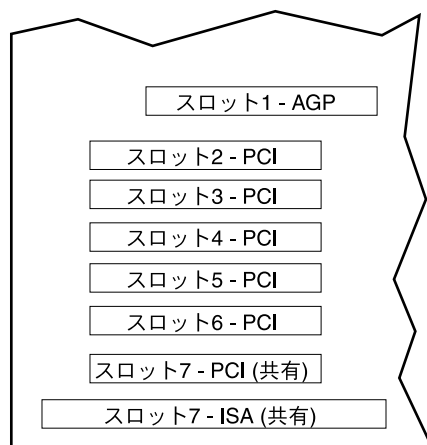 スロット1 - AGP
スロット2 - PCI
スロット3 - PCI
スロット4 - PCI
スロット5 - PCI
スロット6 - PCI
スロット7 - PCI (共有)
スロット7 - ISA (共有)